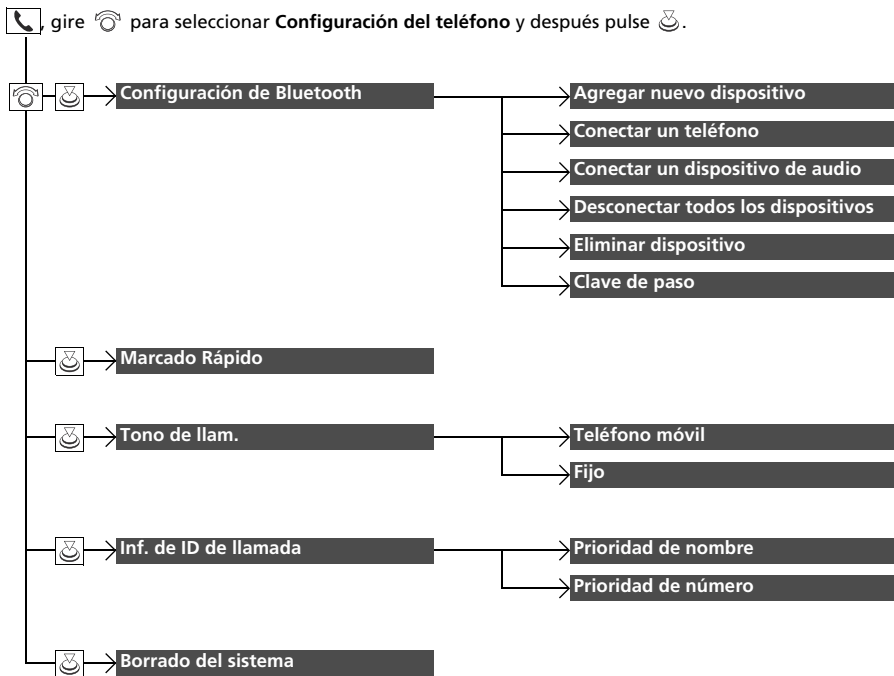 , gire para seleccionar Configuración del teléfono y después pulse .
Configuración de Bluetooth
Agregar nuevo dispositivo
Conectar un teléfono
Conectar un dispositivo de audio
Desconectar todos los dispositivos
Eliminar dispositivo
Clave de paso
Marcado Rápido
Tono de llam.
Teléfono móvil
Fijo
Inf. de ID de llamada
Prioridad de nombre
Prioridad de número
Borrado del sistema